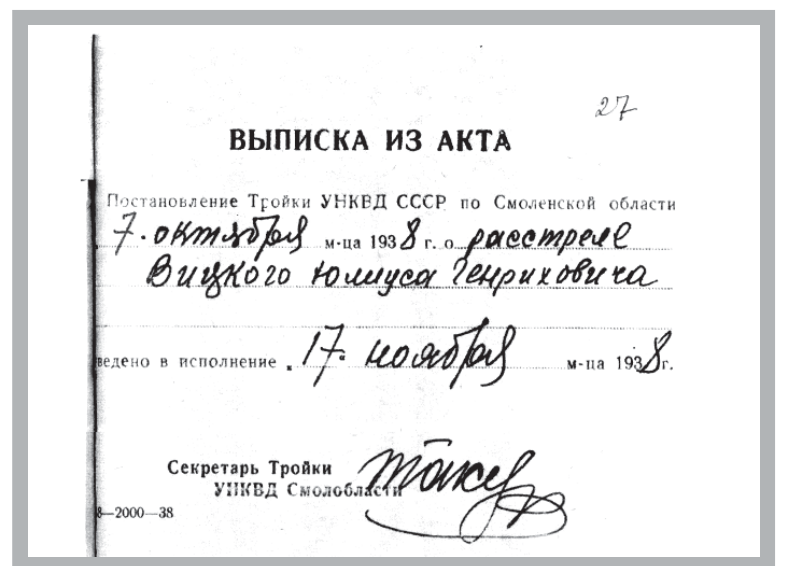 27
ВЫПИСКА ИЗ АКТА
Постановление Тройки УНКВД СССР по Смоленской области
7. октября м-ца 1938 г. о расстреле
Вицкого Юлиуса Генриховича
ведено в исполнение „ 17. ноября м-ца 1938 г.
Секретарь Тройки
УНКВД Смолобласти
8—2000—38